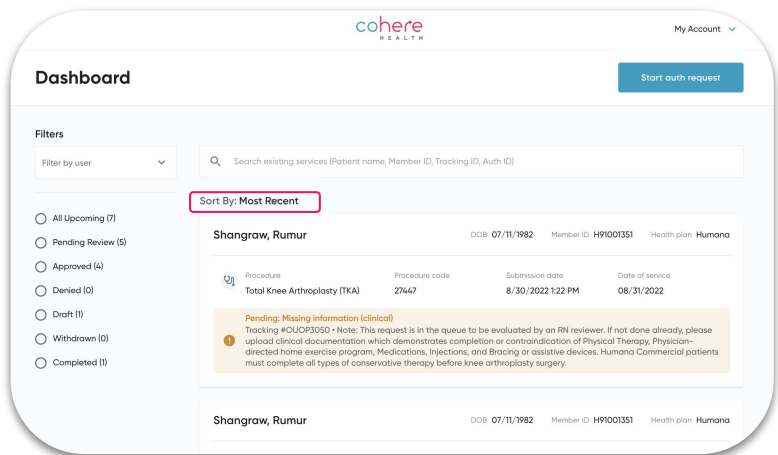 cohere
HEALTH
My Account
Dashboard
Start auth request
Filters
Filter by user
Search existing services (Patient name, Member ID, Tracking ID, Auth ID)
Sort By: Most Recent
All Upcoming (7)
Pending Review (5)
Approved (4)
Denied (0)
Draft (1)
Withdrawn (0)
Completed (1)
Shangraw, Rumur
DOB 07/11/1982 Member ID H91001351 Health plan Humana
Procedure Procedure code Submission date Date of service
Total Knee Arthroplasty (TKA) 27447 8/30/2022 1:22 PM 08/31/2022
Pending: Missing information (clinical)
Tracking #OUOP3050 • Note: This request is in the queue to be evaluated by an RN reviewer. If not done already, please
upload clinical documentation which demonstrates completion or contraindication of Physical Therapy, Physician-
directed home exercise program, Medications, Injections, and Bracing or assistive devices. Humana Commercial patients
must complete all types of conservative therapy before knee arthroplasty surgery.
Shangraw, Rumur
DOB 07/11/1982 Member ID H91001351 Health plan Humana